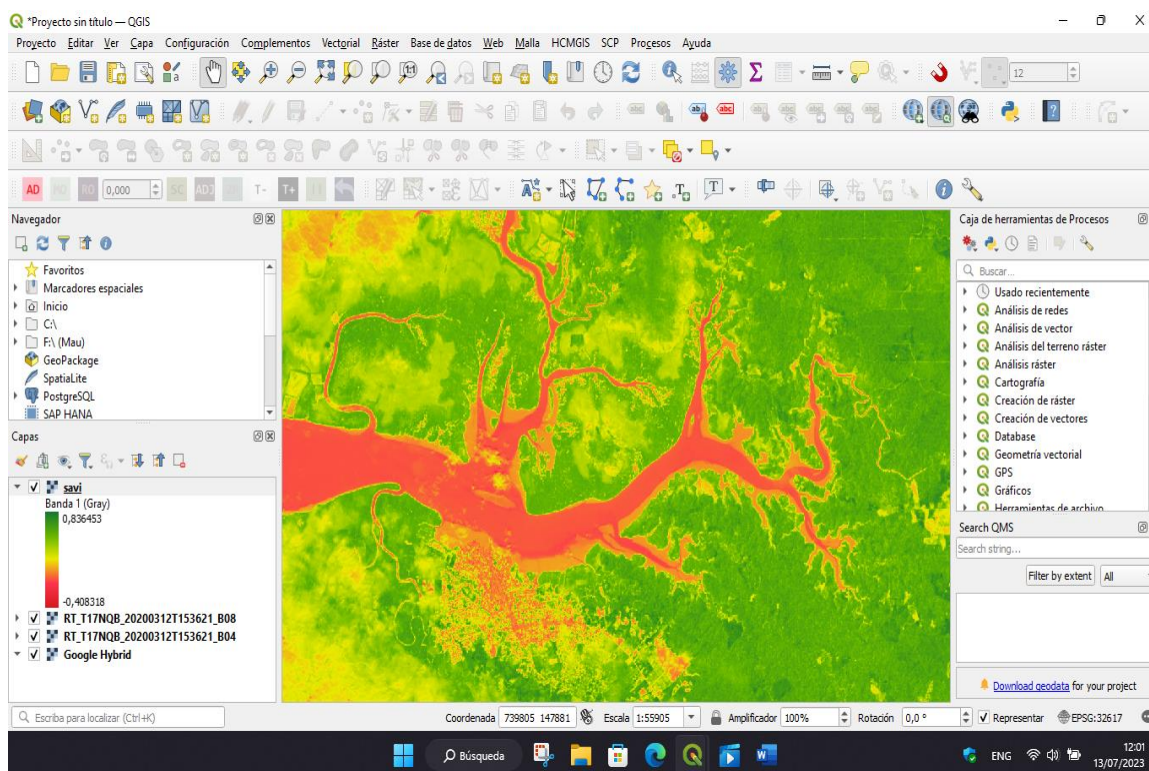 *Proyecto sin título — QGIS
Proyecto Editar Ver Capa Configuración Complementos Vectorial Ráster Base de datos Web Malla HCMGIS SCP Procesos Ayuda
12
abc abc
AD RO 0,000 SC ADJ T- T+
Navegador
Favoritos
Marcadores espaciales
Inicio
C:\
F:\ (Mau)
GeoPackage
SpatiaLite
PostgreSQL
SAP HANA
Capas
savi
Banda 1 (Gray)
0,836453
-0,408318
RT_T17NQB_20200312T153621_B08
RT_T17NQB_20200312T153621_B04
Google Hybrid
Caja de herramientas de Procesos
Buscar...
Usado recientemente
Análisis de redes
Análisis de vector
Análisis del terreno ráster
Análisis ráster
Cartografía
Creación de ráster
Creación de vectores
Database
Geometría vectorial
GPS
Gráficos
Herramientas de archivo
Search QMS
Search string...
Filter by extent All
Download geodata for your project
Escriba para localizar (Ctrl+K)
Coordenada 739805 147881 Escala 1:55905 Amplificador 100% Rotación 0,0 ° Representar EPSG:32617
Búsqueda
ENG 12:01
13/07/2023